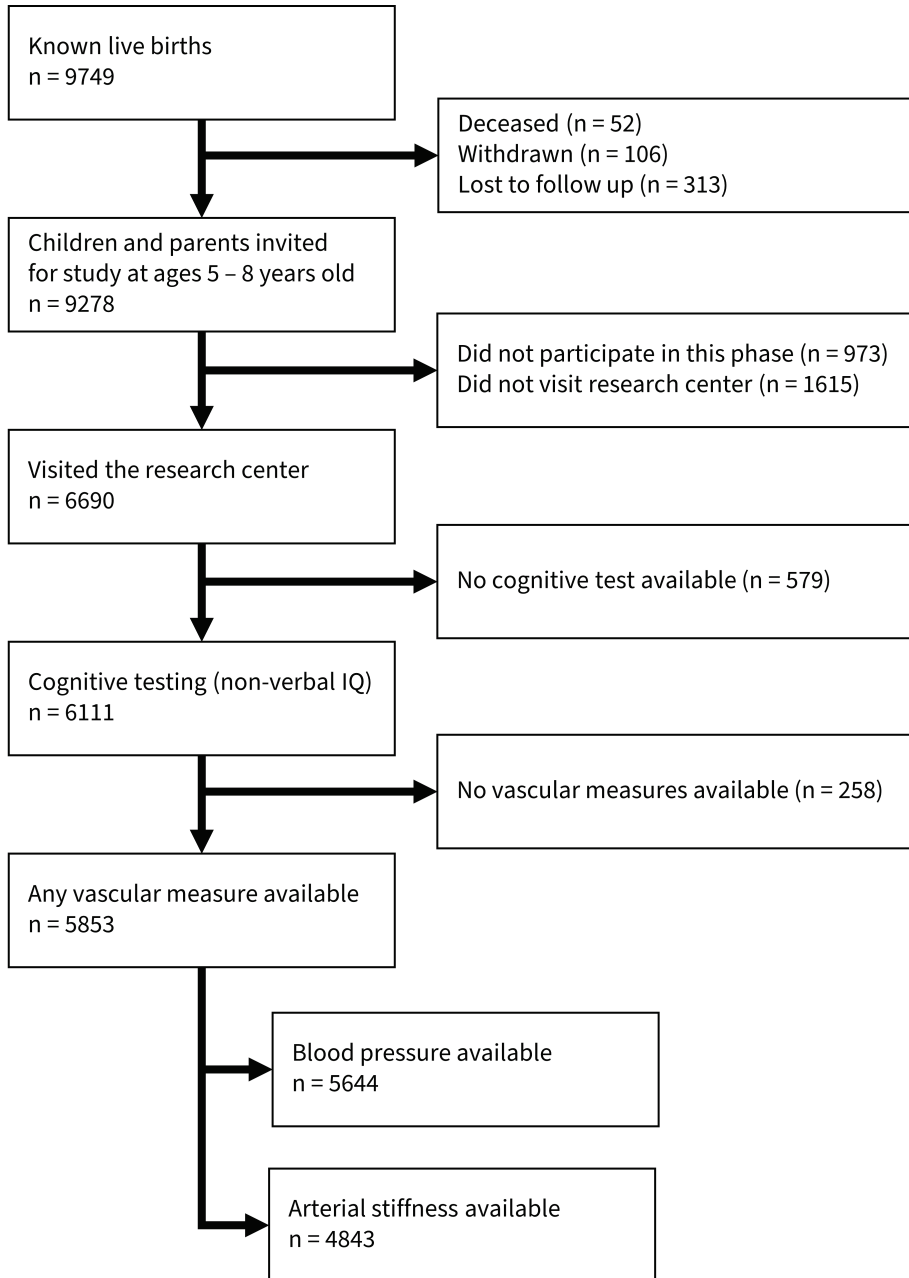 Known live births
n = 9749
Deceased (n = 52)
Withdrawn (n = 106)
Lost to follow up (n = 313)
Children and parents invited
for study at ages 5 – 8 years old
n = 9278
Did not participate in this phase (n = 973)
Did not visit research center (n = 1615)
Visited the research center
n = 6690
No cognitive test available (n = 579)
Cognitive testing (non-verbal IQ)
n = 6111
No vascular measures available (n = 258)
Any vascular measure available
n = 5853
Blood pressure available
n = 5644
Arterial stiffness available
n = 4843